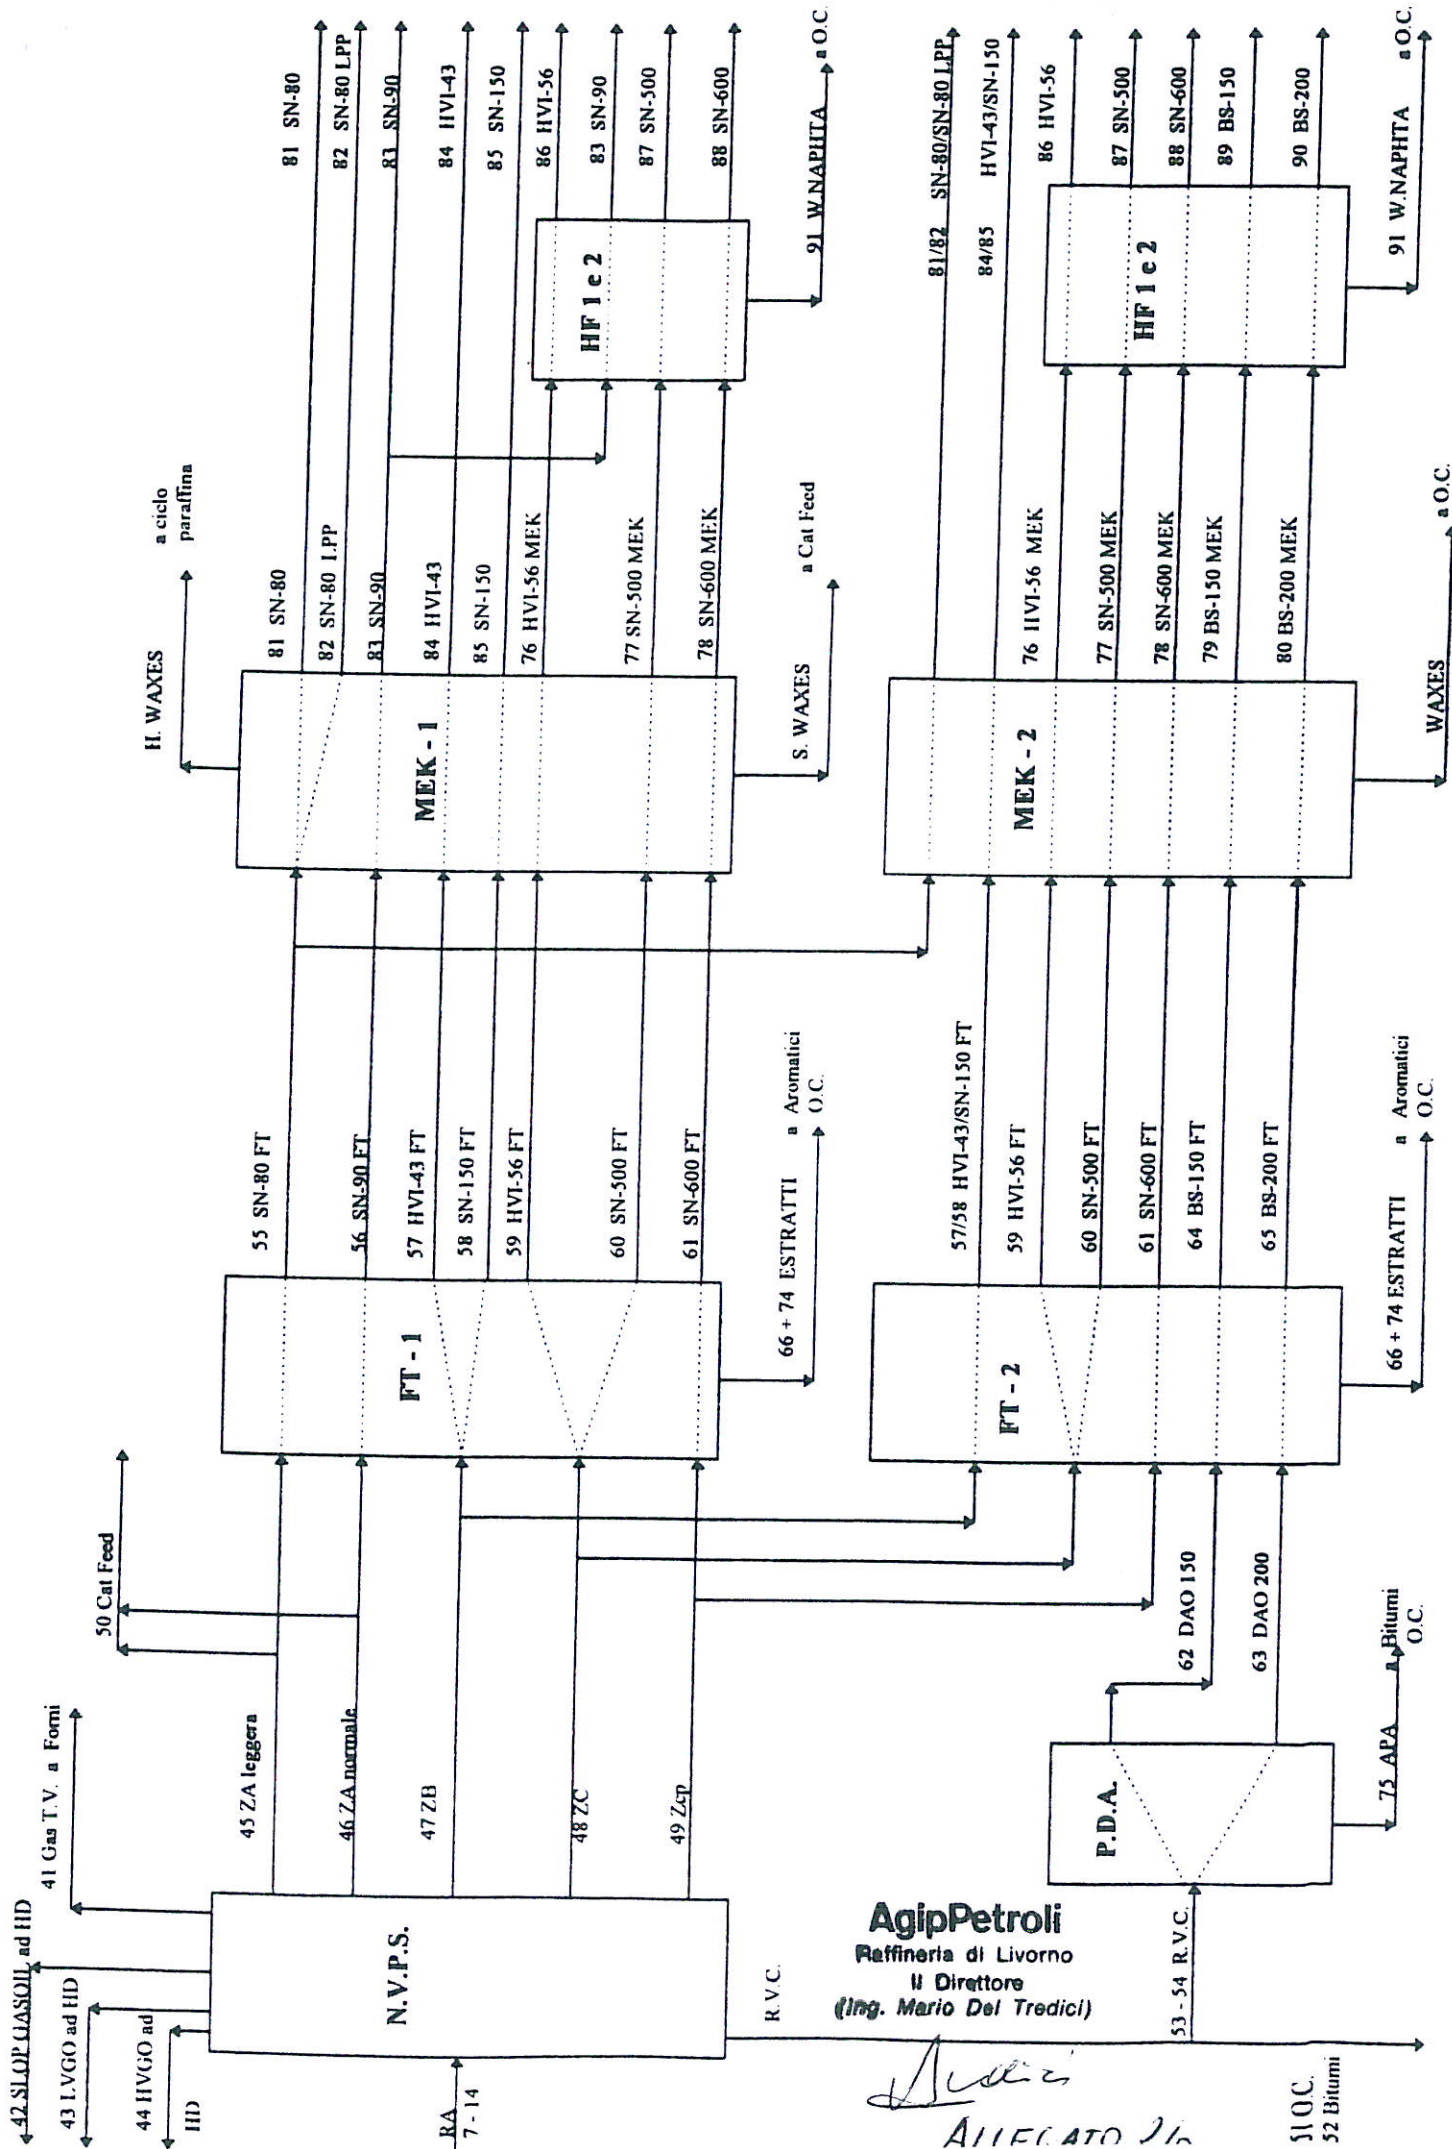 42 SLOP GASOIL ad HD
43 LVGO ad HD
44 HVGO ad
HD
41 Gas T.V. a Forni
50 Cat Feed
RA
7 - 14
N.V.P.S.
45 ZA leggera
46 ZA normale
47 ZB
48 ZC
49 Zcp
R.V.C.
FT - 1
55 SN-80 FT
56 SN-90 FT
57 HVI-43 FT
58 SN-150 FT
59 HVI-56 FT
60 SN-500 FT
61 SN-600 FT
66 + 74 ESTRATTI
a Aromatici
O.C.
H. WAXES
a ciclo
paraffina
MEK - 1
81 SN-80
82 SN-80 LPP
83 SN-90
84 HVI-43
85 SN-150
76 HVI-56 MEK
77 SN-500 MEK
78 SN-600 MEK
S. WAXES
a Cat Feed
HF 1 e 2
81 SN-80
82 SN-80 LPP
83 SN-90
84 HVI-43
85 SN-150
86 HVI-56
83 SN-90
87 SN-500
88 SN-600
91 W.NAPHTA
a O.C.
51 O.C.
52 Bitumi
53 - 54 R.V.C.
P.D.A.
62 DAO 150
63 DAO 200
75 APA
a Bitumi
O.C.
FT - 2
57/58 HVI-43/SN-150 FT
59 HVI-56 FT
60 SN-500 FT
61 SN-600 FT
64 BS-150 FT
65 BS-200 FT
66 + 74 ESTRATTI
a Aromatici
O.C.
MEK - 2
76 HVI-56 MEK
77 SN-500 MEK
78 SN-600 MEK
79 BS-150 MEK
80 BS-200 MEK
WAXES
a O.C.
HF 1 e 2
81/82 SN-80/SN-80 LPP
84/85 HVI-43/SN-150
86 HVI-56
87 SN-500
88 SN-600
89 BS-150
90 BS-200
91 W.NAPHTA
a O.C.
AgipPetroli
Raffineria di Livorno
Il Direttore
(Ing. Mario Del Tredici)
ALLEGATO